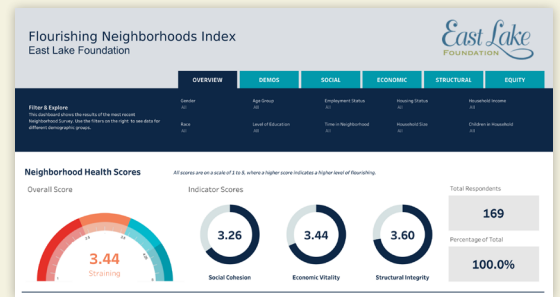 Flourishing Neighborhoods Index
East Lake Foundation
East Lake
FOUNDATION
OVERVIEW
DEMOS
SOCIAL
ECONOMIC
STRUCTURAL
EQUITY
Filter & Explore
This dashboard shows the results of the most recent
Neighborhood Survey. Use the filters on the right to see data for
different demographic groups.
Gender
Age Group
Employment Status
Housing Status
Household Income
Race
Level of Education
Time in Neighborhood
Household Size
Children in Household
Neighborhood Health Scores
All scores are on a scale of 1 to 5, where a higher score indicates a higher level of flourishing.
Overall Score
3.44
Straining
Indicator Scores
3.26
Social Cohesion
3.44
Economic Vitality
3.60
Structural Integrity
Total Respondents
169
Percentage of Total
100.0%